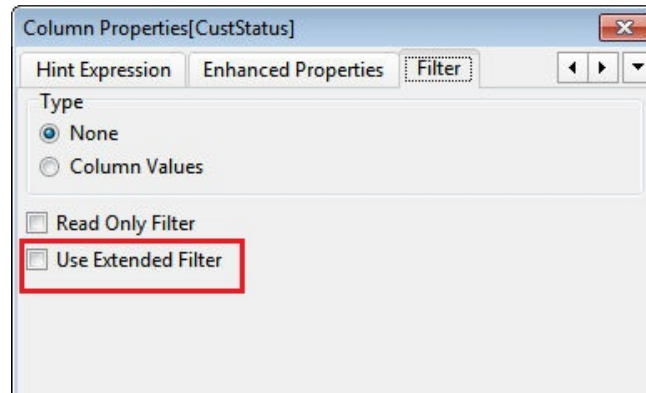 Column Properties[CustStatus]
Hint Expression Enhanced Properties Filter
Type
None
Column Values
Read Only Filter
Use Extended Filter